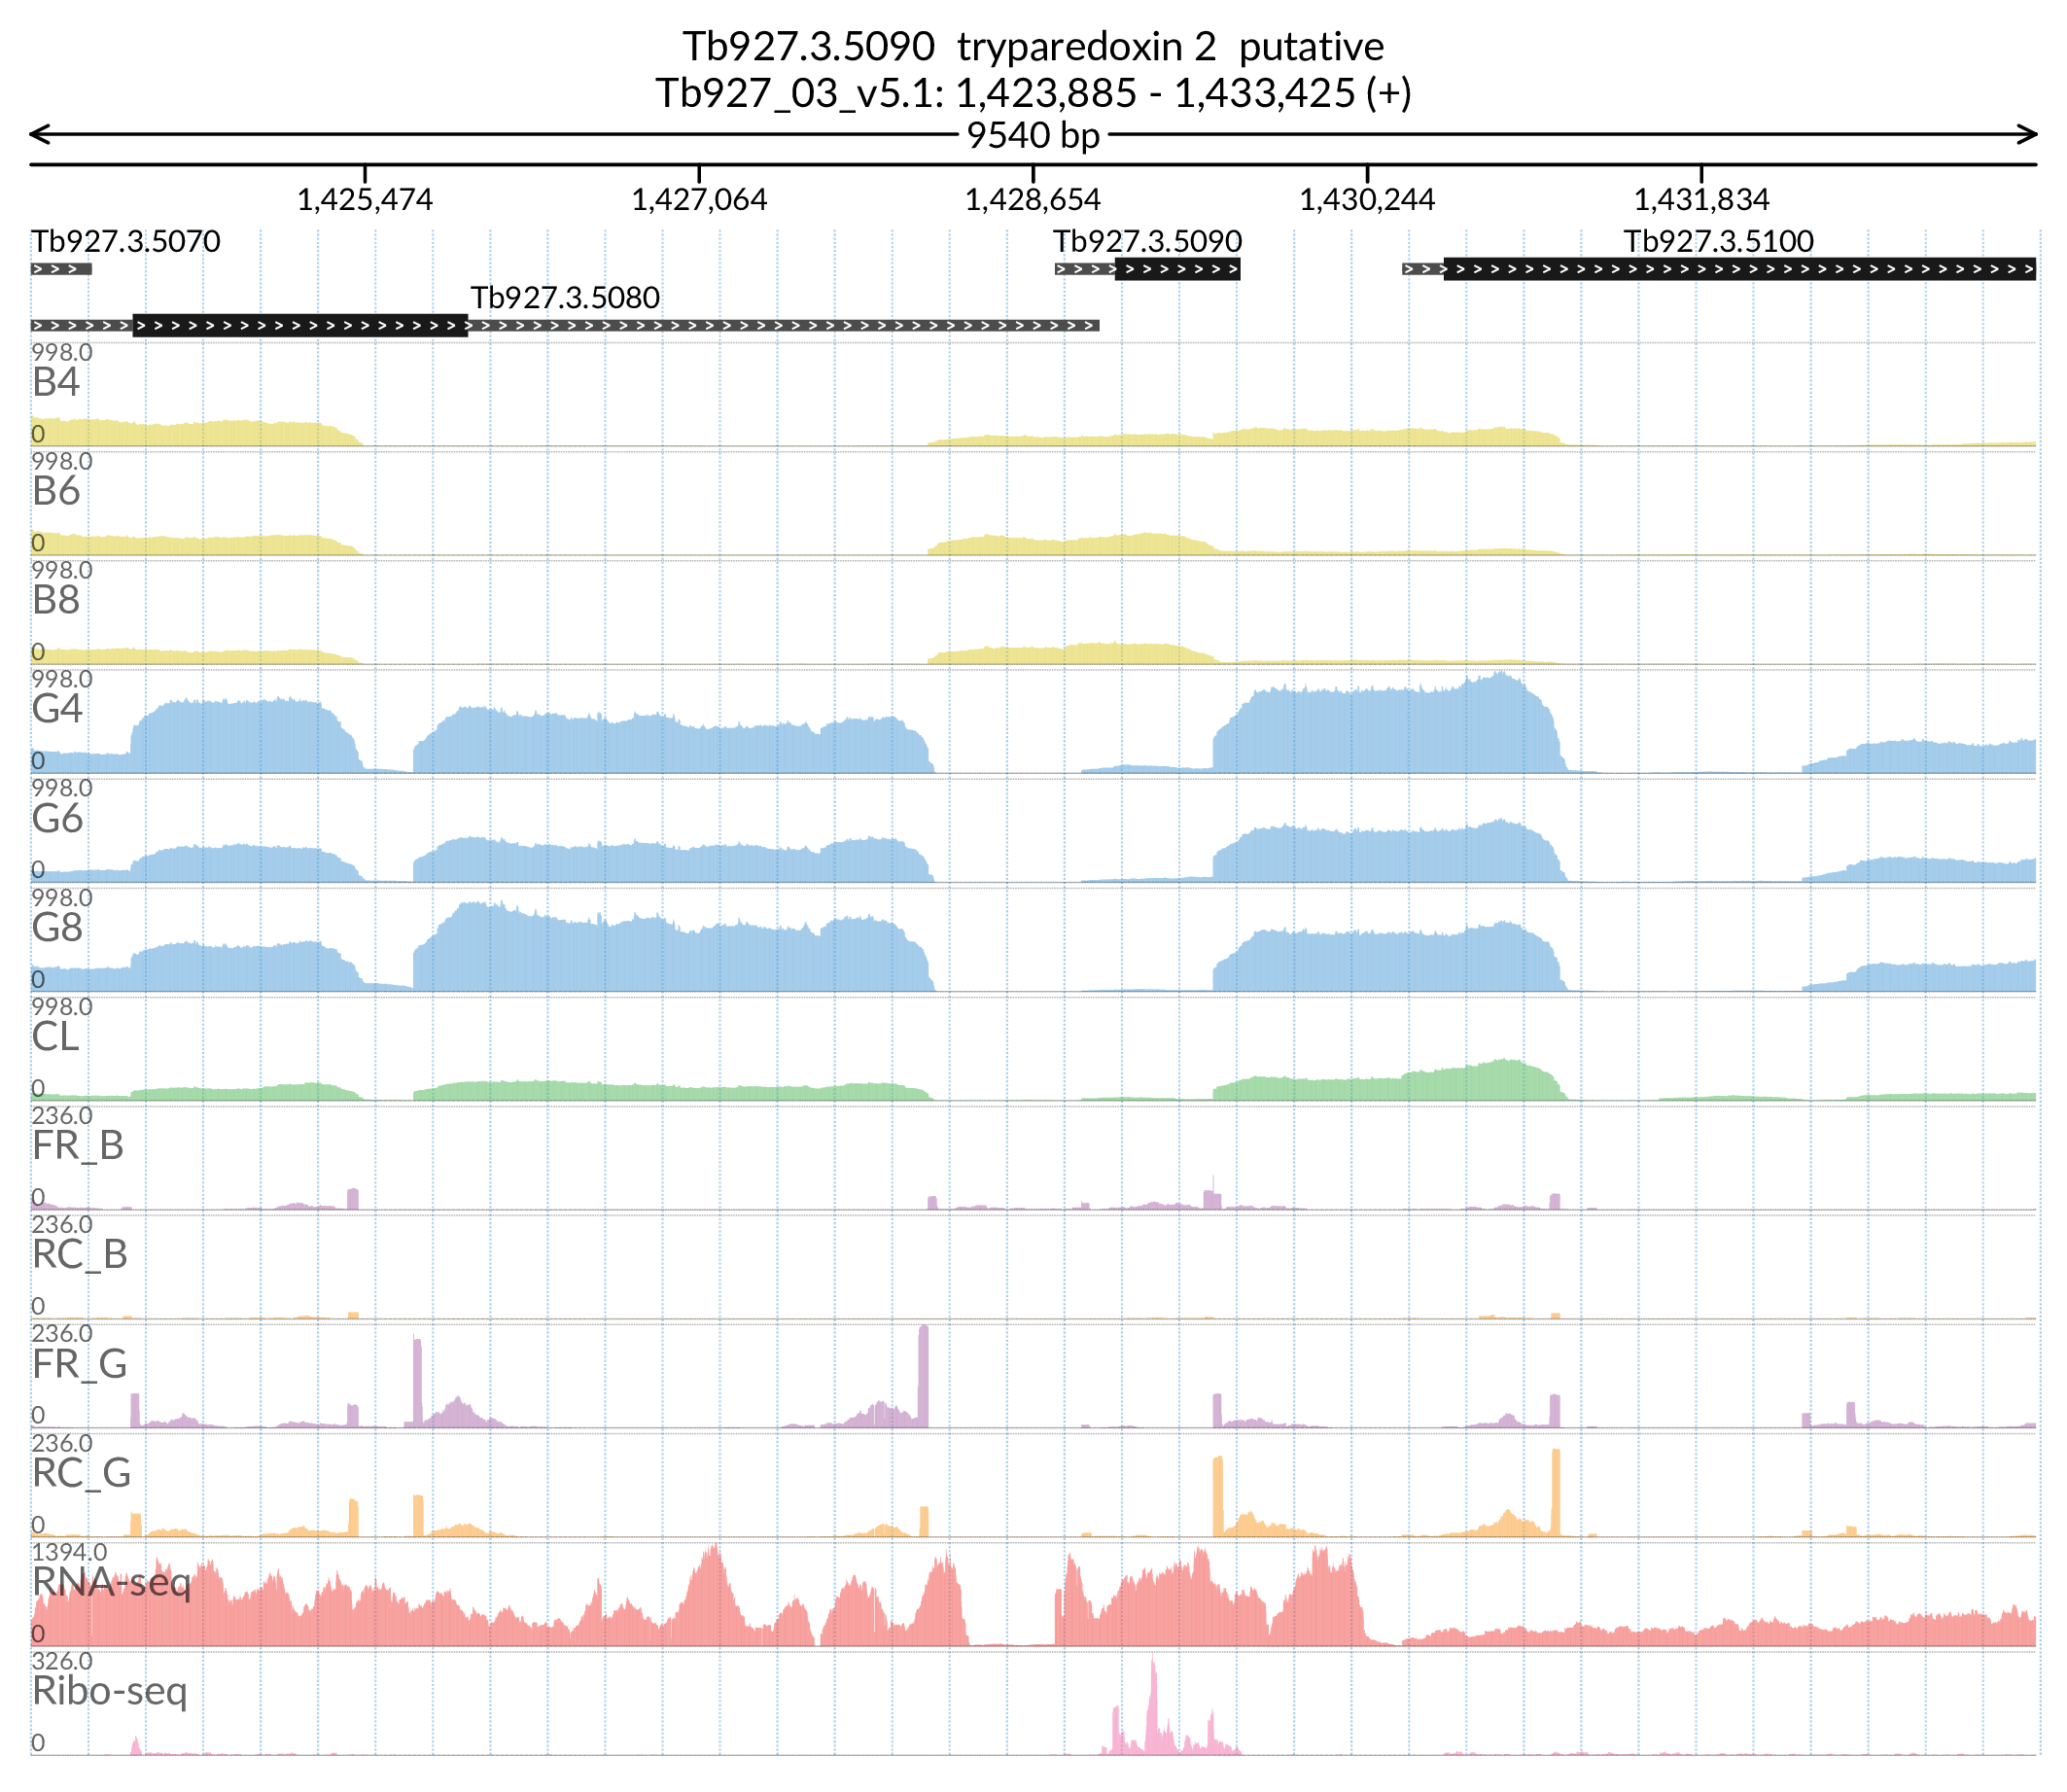 Tb927.3.5090 tryparedoxin 2 putative
Tb927_03_v5.1: 1,423,885 - 1,433,425 (+)
9540 bp
1,425,474 1,427,064 1,428,654 1,430,244 1,431,834
Tb927.3.5070 Tb927.3.5090 Tb927.3.5100
Tb927.3.5080
998.0
B4
0
998.0
B6
0
998.0
B8
0
998.0
G4
0
998.0
G6
0
998.0
G8
0
998.0
CL
0
236.0
FR_B
0
236.0
RC_B
0
236.0
FR_G
0
236.0
RC_G
0
1394.0
RNA-seq
0
326.0
Ribo-seq
0